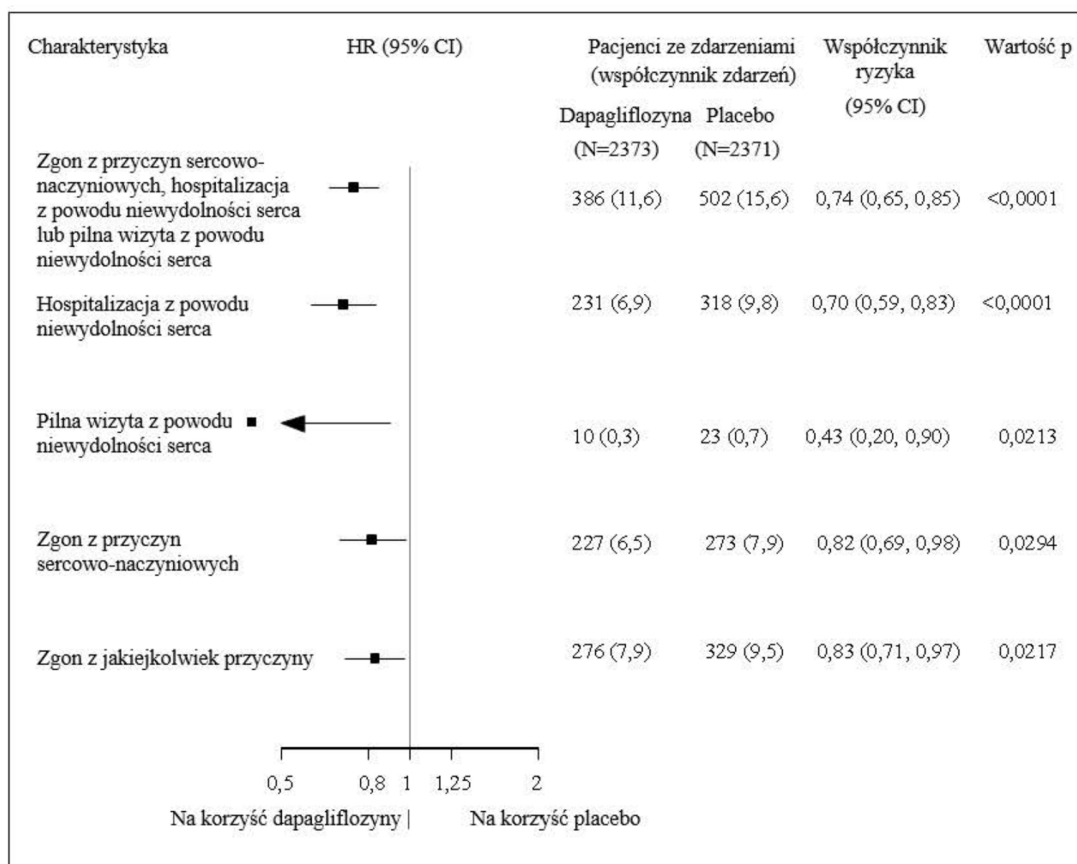 Charakterystyka HR (95% CI) Pacjenci ze zdarzeniami Współczynnik Wartość p
(współczynnik zdarzeń) ryzyka
(95% CI)
Dapagliflozyna Placebo
(N=2373) (N=2371)
Zgon z przyczyn sercowo-
naczyniowych, hospitalizacja
z powodu niewydolności serca 386 (11,6) 502 (15,6) 0,74 (0,65, 0,85) <0,0001
lub pilna wizyta z powodu
niewydolności serca
Hospitalizacja z powodu 231 (6,9) 318 (9,8) 0,70 (0,59, 0,83) <0,0001
niewydolności serca
Pilna wizyta z powodu
niewydolności serca 10 (0,3) 23 (0,7) 0,43 (0,20, 0,90) 0,0213
Zgon z przyczyn 227 (6,5) 273 (7,9) 0,82 (0,69, 0,98) 0,0294
sercowo-naczyniowych
Zgon z jakiejkolwiek przyczyny 276 (7,9) 329 (9,5) 0,83 (0,71, 0,97) 0,0217
0,5 0,8 1 1,25 2
Na korzyść dapagliflozyny | Na korzyść placebo